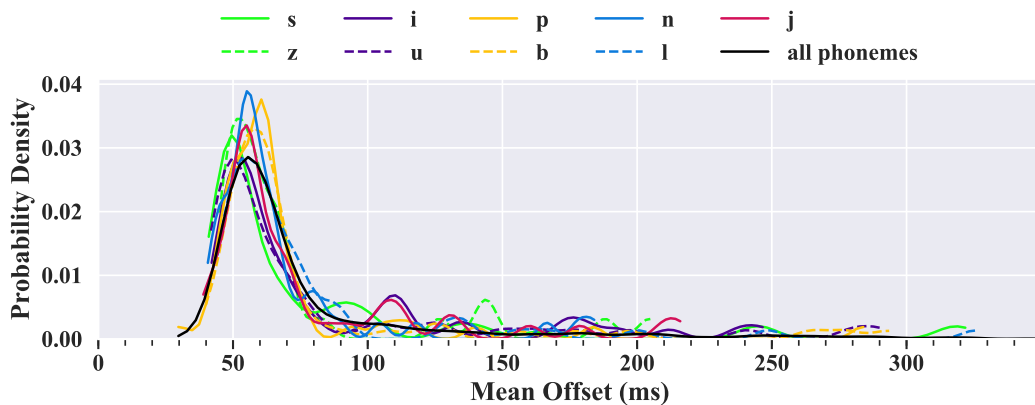 s i p n j
z u b l all phonemes
0.04
0.03
0.02
0.01
0.00
Probability Density
0 50 100 150 200 250 300
Mean Offset (ms)